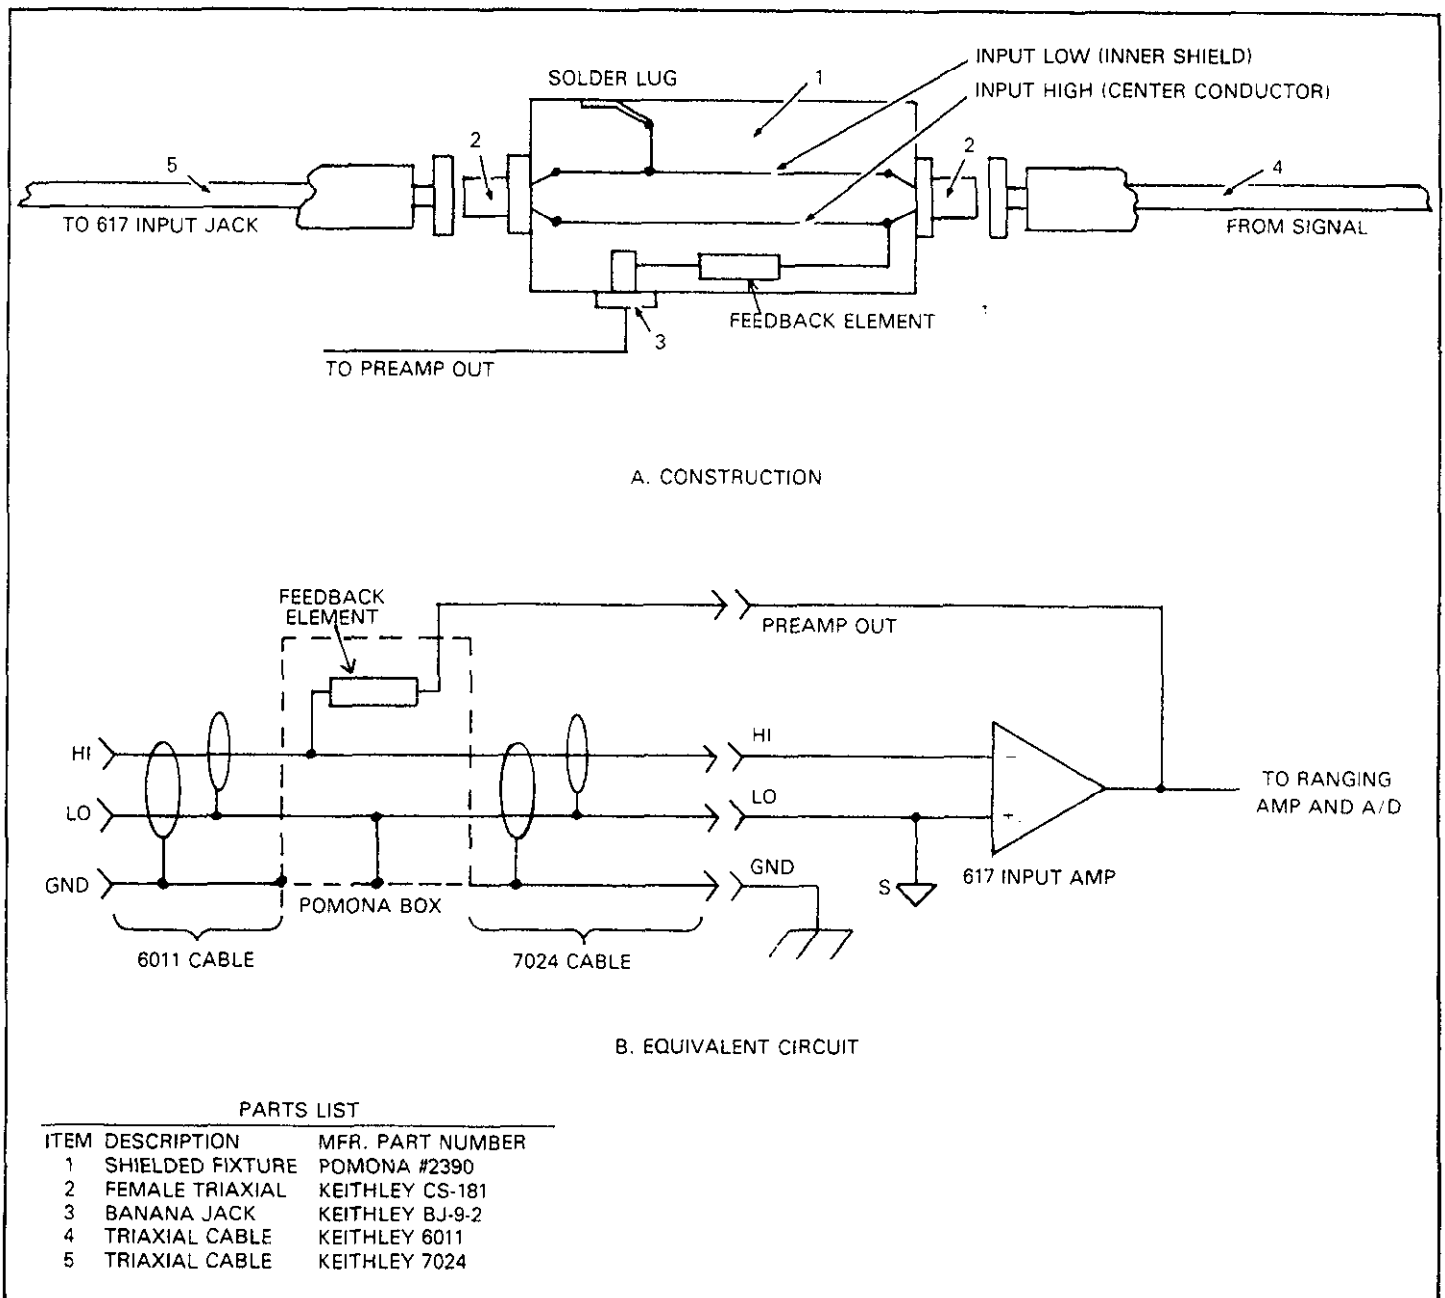 INPUT LOW (INNER SHIELD)
SOLDER LUG
1
INPUT HIGH (CENTER CONDUCTOR)
2
2
5
4
TO 617 INPUT JACK
FROM SIGNAL
FEEDBACK ELEMENT
3
TO PREAMP OUT
A. CONSTRUCTION
FEEDBACK
ELEMENT
PREAMP OUT
HI
HI
−
TO RANGING
AMP AND A/D
LO
LO
+
GND
GND
S
617 INPUT AMP
POMONA BOX
6011 CABLE
7024 CABLE
B. EQUIVALENT CIRCUIT
PARTS LIST
ITEM DESCRIPTION MFR. PART NUMBER
1 SHIELDED FIXTURE POMONA #2390
2 FEMALE TRIAXIAL KEITHLEY CS-181
3 BANANA JACK KEITHLEY BJ-9-2
4 TRIAXIAL CABLE KEITHLEY 6011
5 TRIAXIAL CABLE KEITHLEY 7024